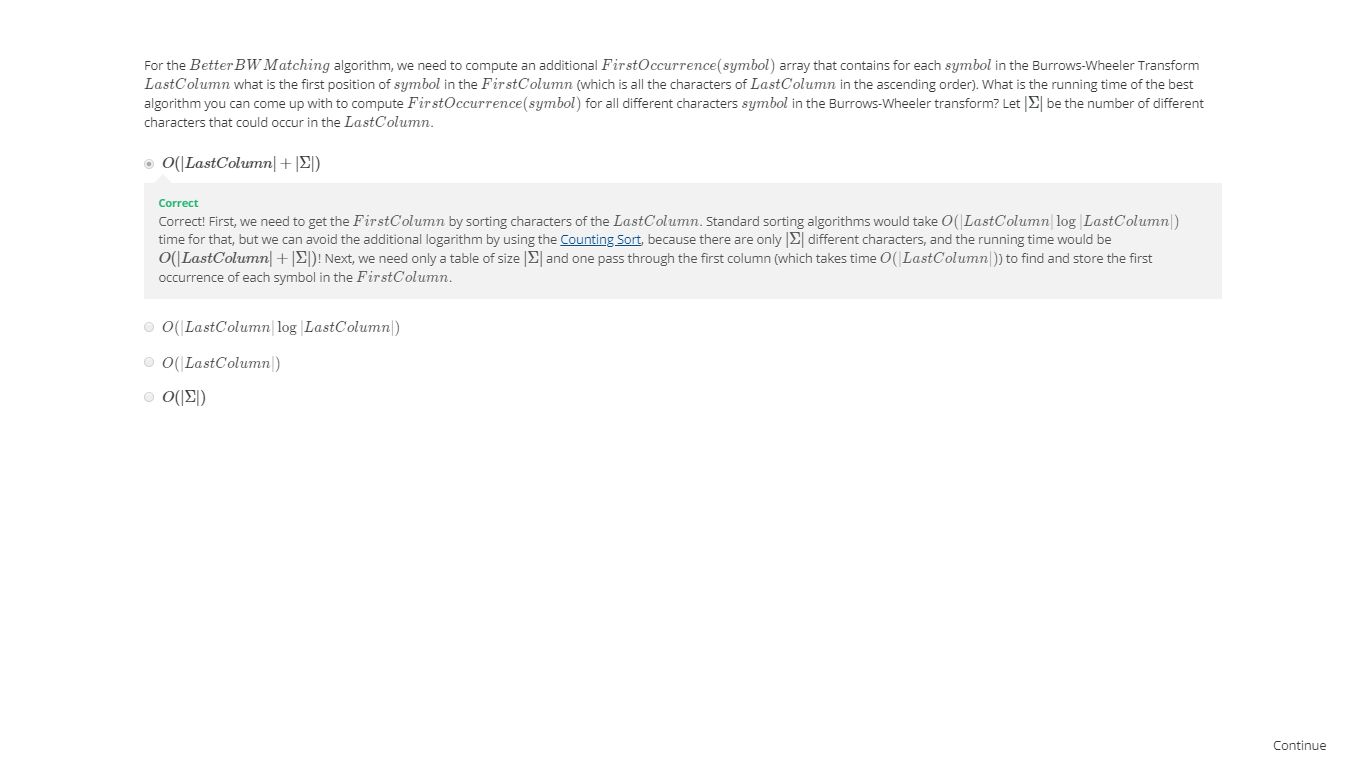 For the BetterBWMatching algorithm, we need to compute an additional FirstOccurrence(symbol) array that contains for each symbol in the Burrows-Wheeler Transform
LastColumn what is the first position of symbol in the FirstColumn (which is all the characters of LastColumn in the ascending order). What is the running time of the best
algorithm you can come up with to compute FirstOccurrence(symbol) for all different characters symbol in the Burrows-Wheeler transform? Let |Σ| be the number of different
characters that could occur in the LastColumn.
O(|LastColumn| + |Σ|)
Correct
Correct! First, we need to get the FirstColumn by sorting characters of the LastColumn. Standard sorting algorithms would take O(|LastColumn| log |LastColumn|)
time for that, but we can avoid the additional logarithm by using the Counting Sort, because there are only |Σ| different characters, and the running time would be
O(|LastColumn| + |Σ|)! Next, we need only a table of size |Σ| and one pass through the first column (which takes time O(|LastColumn|)) to find and store the first
occurrence of each symbol in the FirstColumn.
O(|LastColumn| log |LastColumn|)
O(|LastColumn|)
O(|Σ|)
Continue